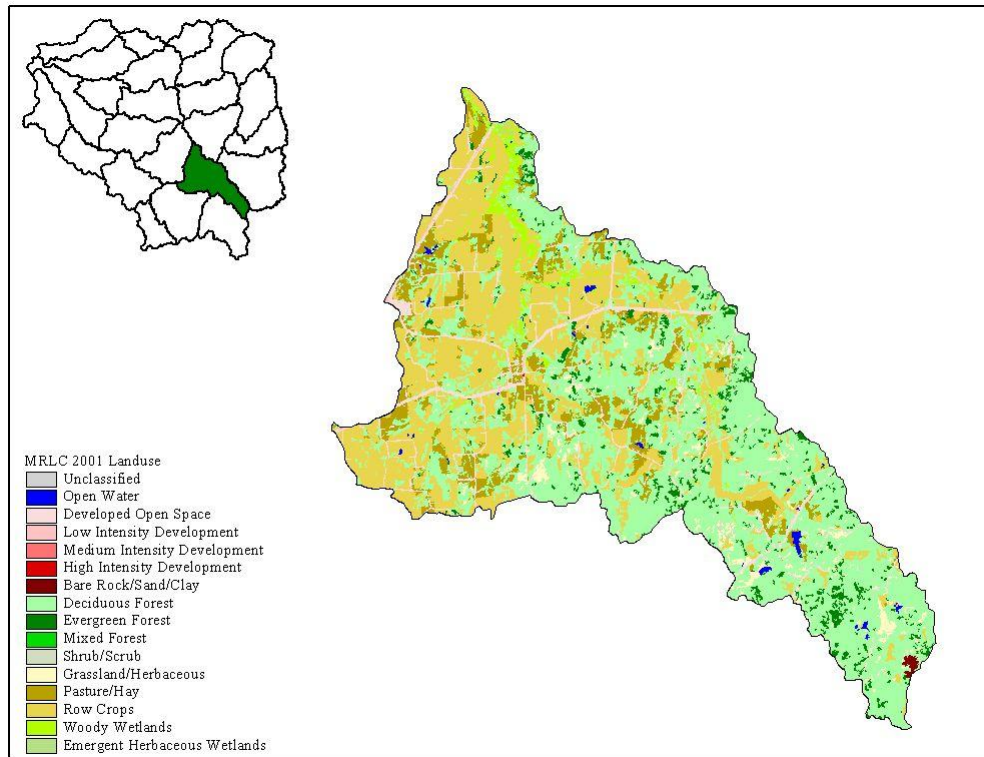 MRLC 2001 Landuse
Unclassified
Open Water
Developed Open Space
Low Intensity Development
Medium Intensity Development
High Intensity Development
Bare Rock/Sand/Clay
Deciduous Forest
Evergreen Forest
Mixed Forest
Shrub/Scrub
Grassland/Herbaceous
Pasture/Hay
Row Crops
Woody Wetlands
Emergent Herbaceous Wetlands